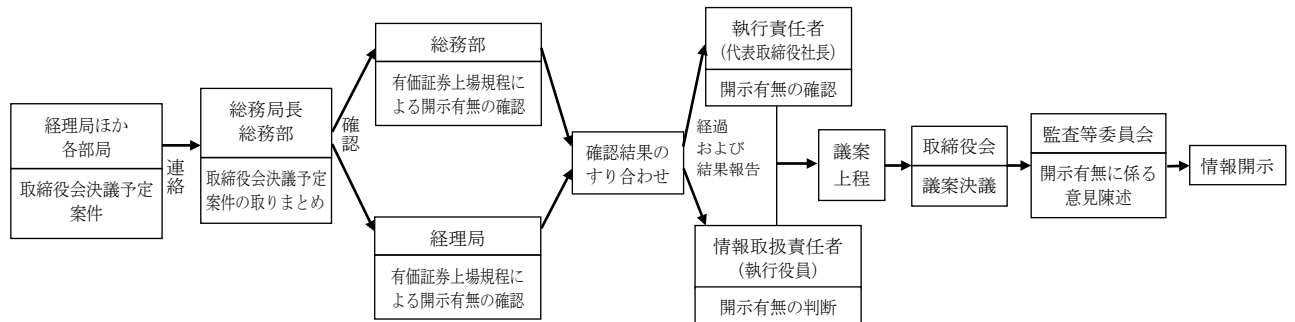 経理局ほか
各部局
取締役会決議予定
案件
連絡
総務局長
総務部
取締役会決議予定
案件の取りまとめ
確認
総務部
有価証券上場規程に
よる開示有無の確認
経理局
有価証券上場規程に
よる開示有無の確認
確認結果の
すり合わせ
執行責任者
(代表取締役社長)
開示有無の確認
経過
および
結果報告
情報取扱責任者
(執行役員)
開示有無の判断
議案
上程
取締役会
議案決議
監査等委員会
開示有無に係る
意見陳述
情報開示